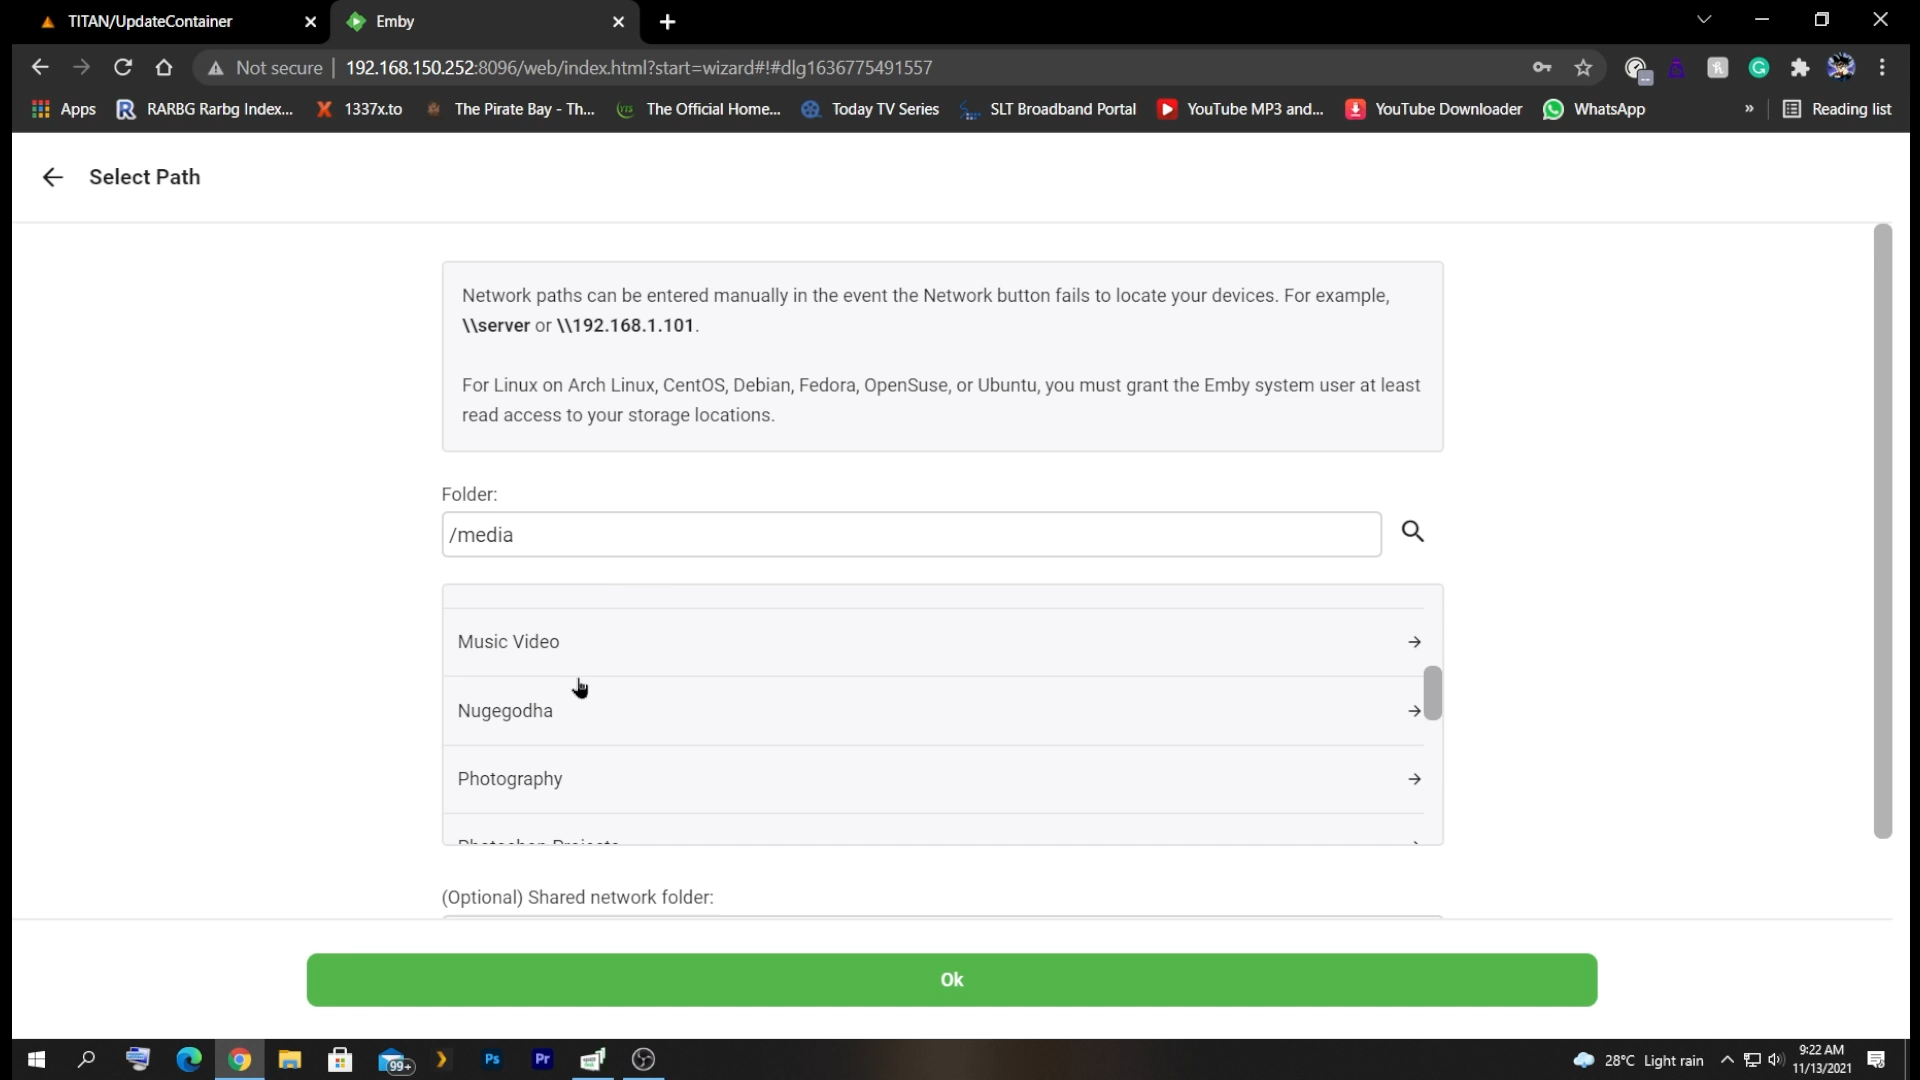 TITAN/UpdateContainer
Emby
Not secure
192.168.150.252:8096/web/index.html?start=wizard#!#dlg1636775491557
Apps
RARBG Rarbg Index...
1337x.to
The Pirate Bay - Th...
The Official Home...
Today TV Series
SLT Broadband Portal
YouTube MP3 and...
YouTube Downloader
WhatsApp
»
Reading list
Select Path
Network paths can be entered manually in the event the Network button fails to locate your devices. For example,
\\server or \\192.168.1.101.
For Linux on Arch Linux, CentOS, Debian, Fedora, OpenSuse, or Ubuntu, you must grant the Emby system user at least
read access to your storage locations.
Folder:
/media
Music Video
Nugegodha
Photography
Photoshop Projects
(Optional) Shared network folder:
Ok
99+
Ps
Pr
28°C Light rain
9:22 AM
11/13/2021